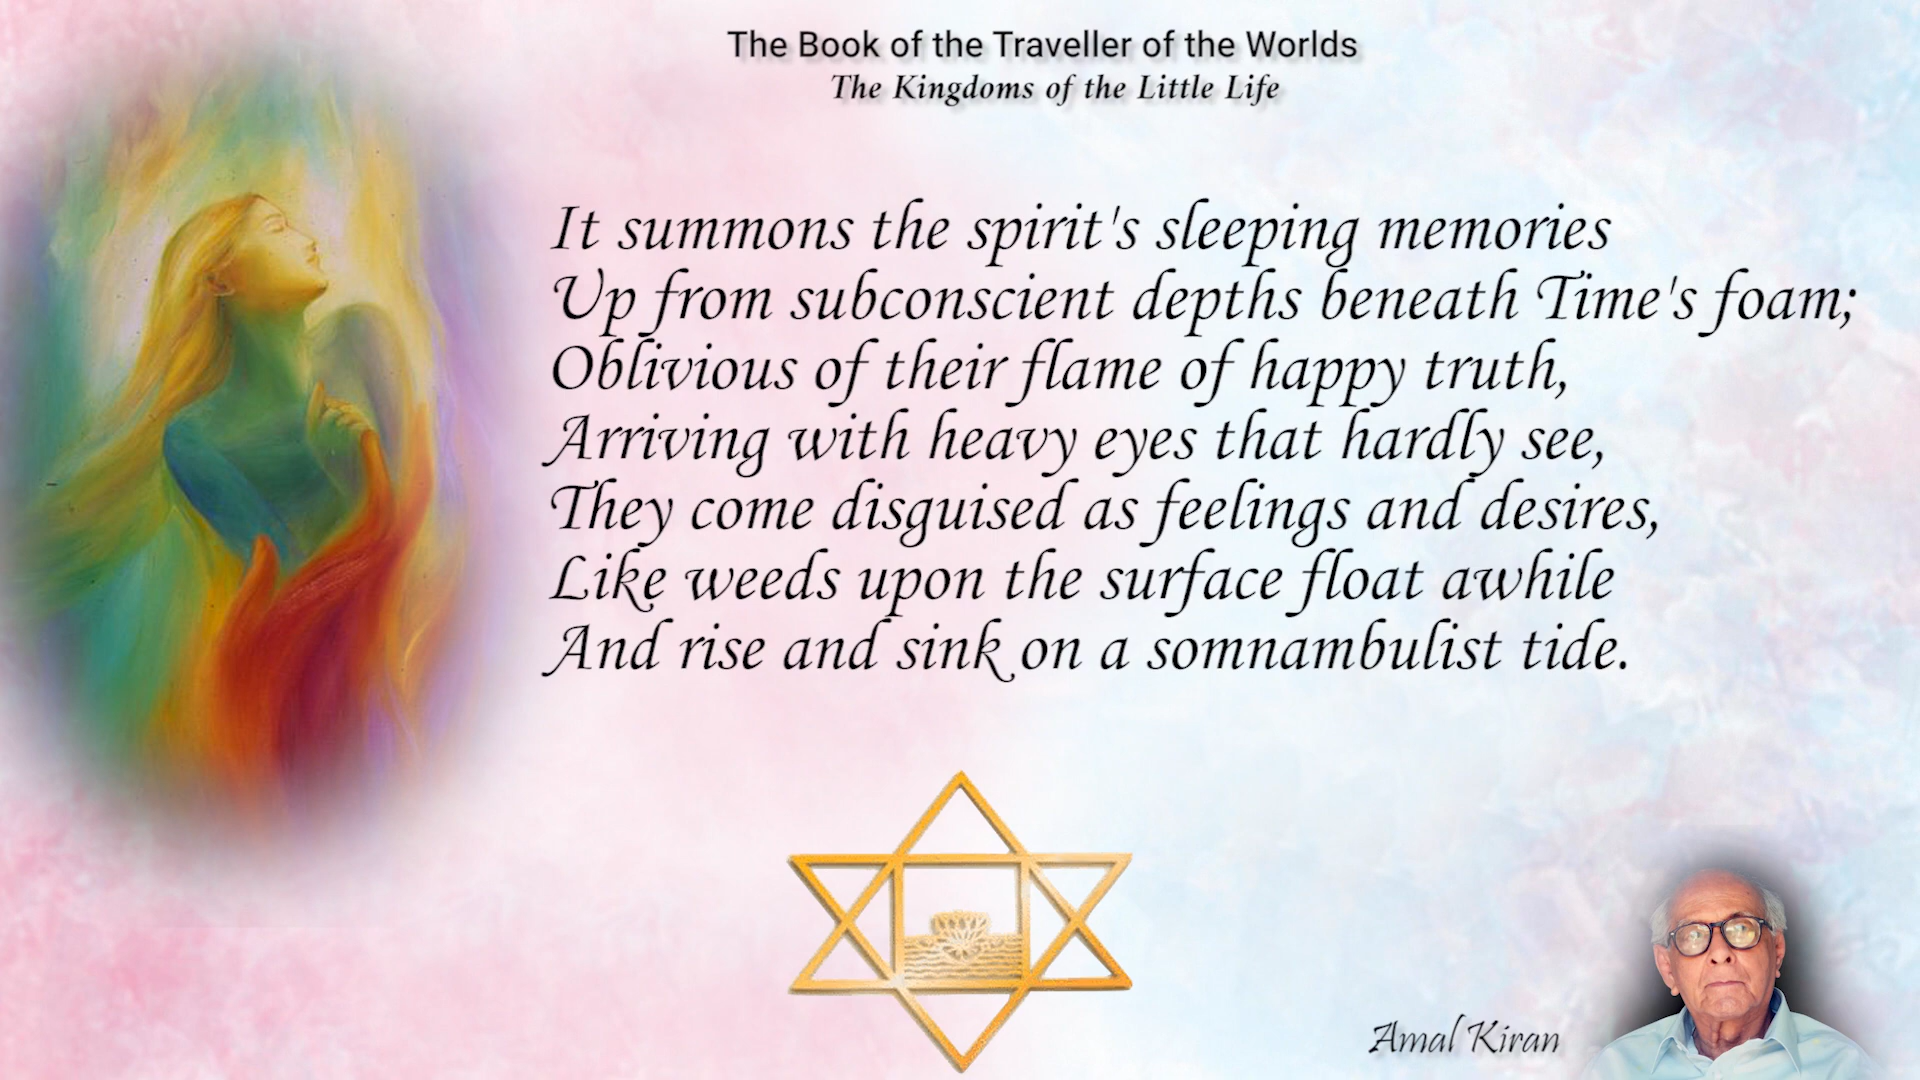 The Book of the Traveller of the Worlds
The Kingdoms of the Little Life
It summons the spirit's sleeping memories
Up from subconscient depths beneath Time's foam;
Oblivious of their flame of happy truth,
Arriving with heavy eyes that hardly see,
They come disguised as feelings and desires,
Like weeds upon the surface float awhile
And rise and sink on a somnambulist tide.
Amal Kiran